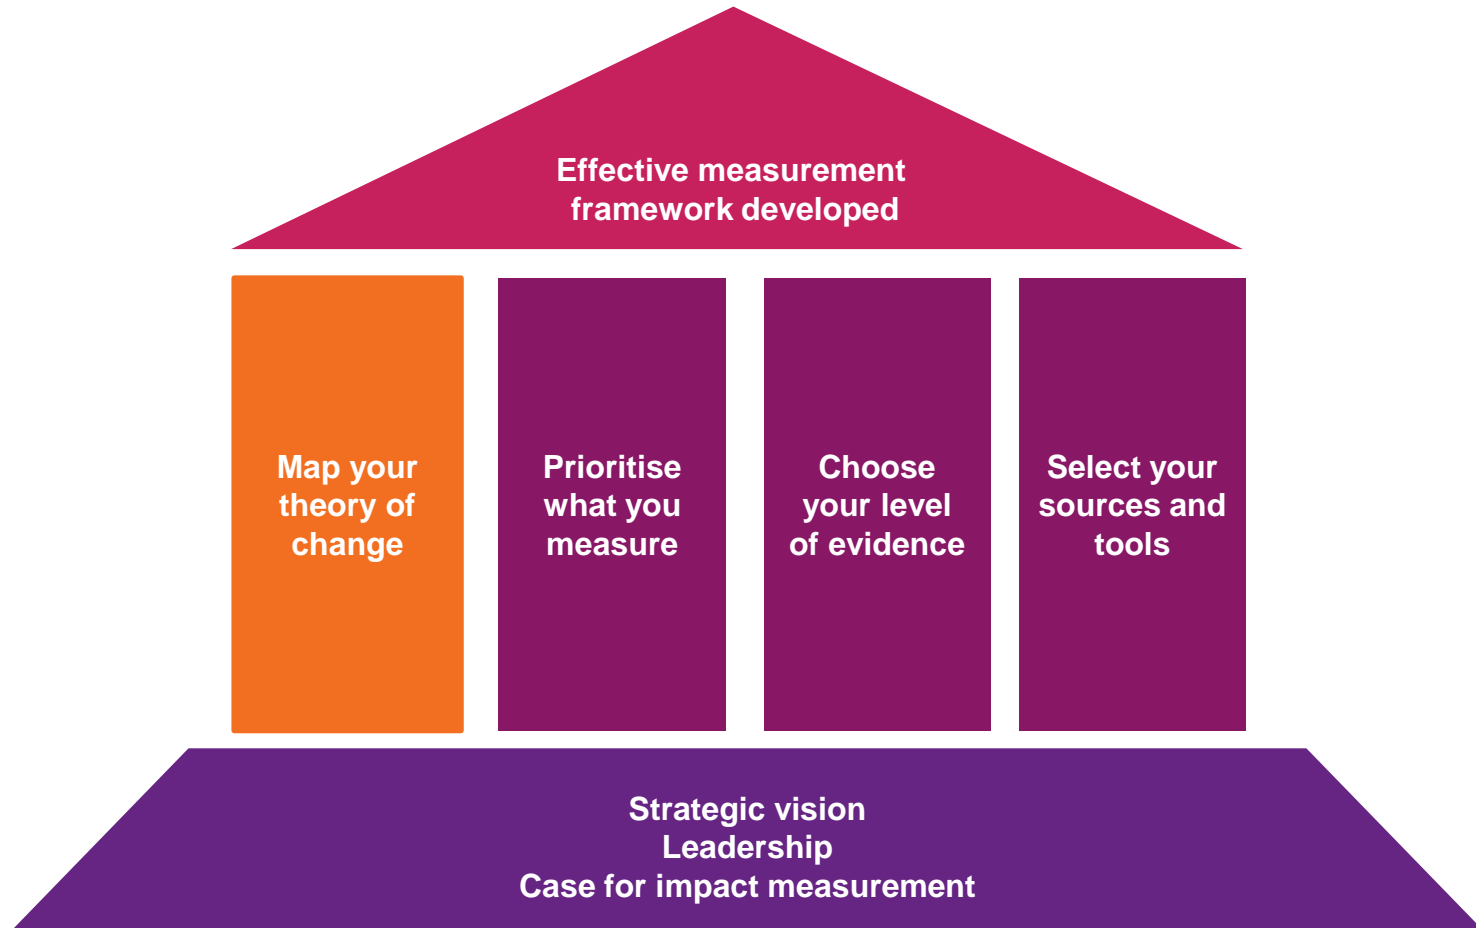 Effective measurement
framework developed
Map your
theory of
change
Prioritise
what you
measure
Choose
your level
of evidence
Select your
sources and
tools
Strategic vision
Leadership
Case for impact measurement